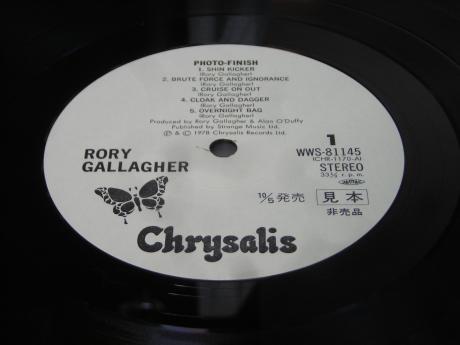 PHOTO-FINISH
1. SHIN KICKER
(Rory Gallagher)
2. BRUTE FORCE AND IGNORANCE
(Rory Gallagher)
3. CRUISE ON OUT
(Rory Gallagher)
4. CLOAK AND DAGGER
(Rory Gallagher)
5. OVERNIGHT BAG
(Rory Gallagher)
Produced by Rory Gallagher & Alan O'Duffy
Published by Strange Music Ltd.
℗ & © 1978 Chrysalis Records Ltd.
RORY
GALLAGHER
1
WWS-81145
(CHR-1170-A)
STEREO
33⅓ r.p.m.
10/5 発売
見本
非売品
Chrysalis